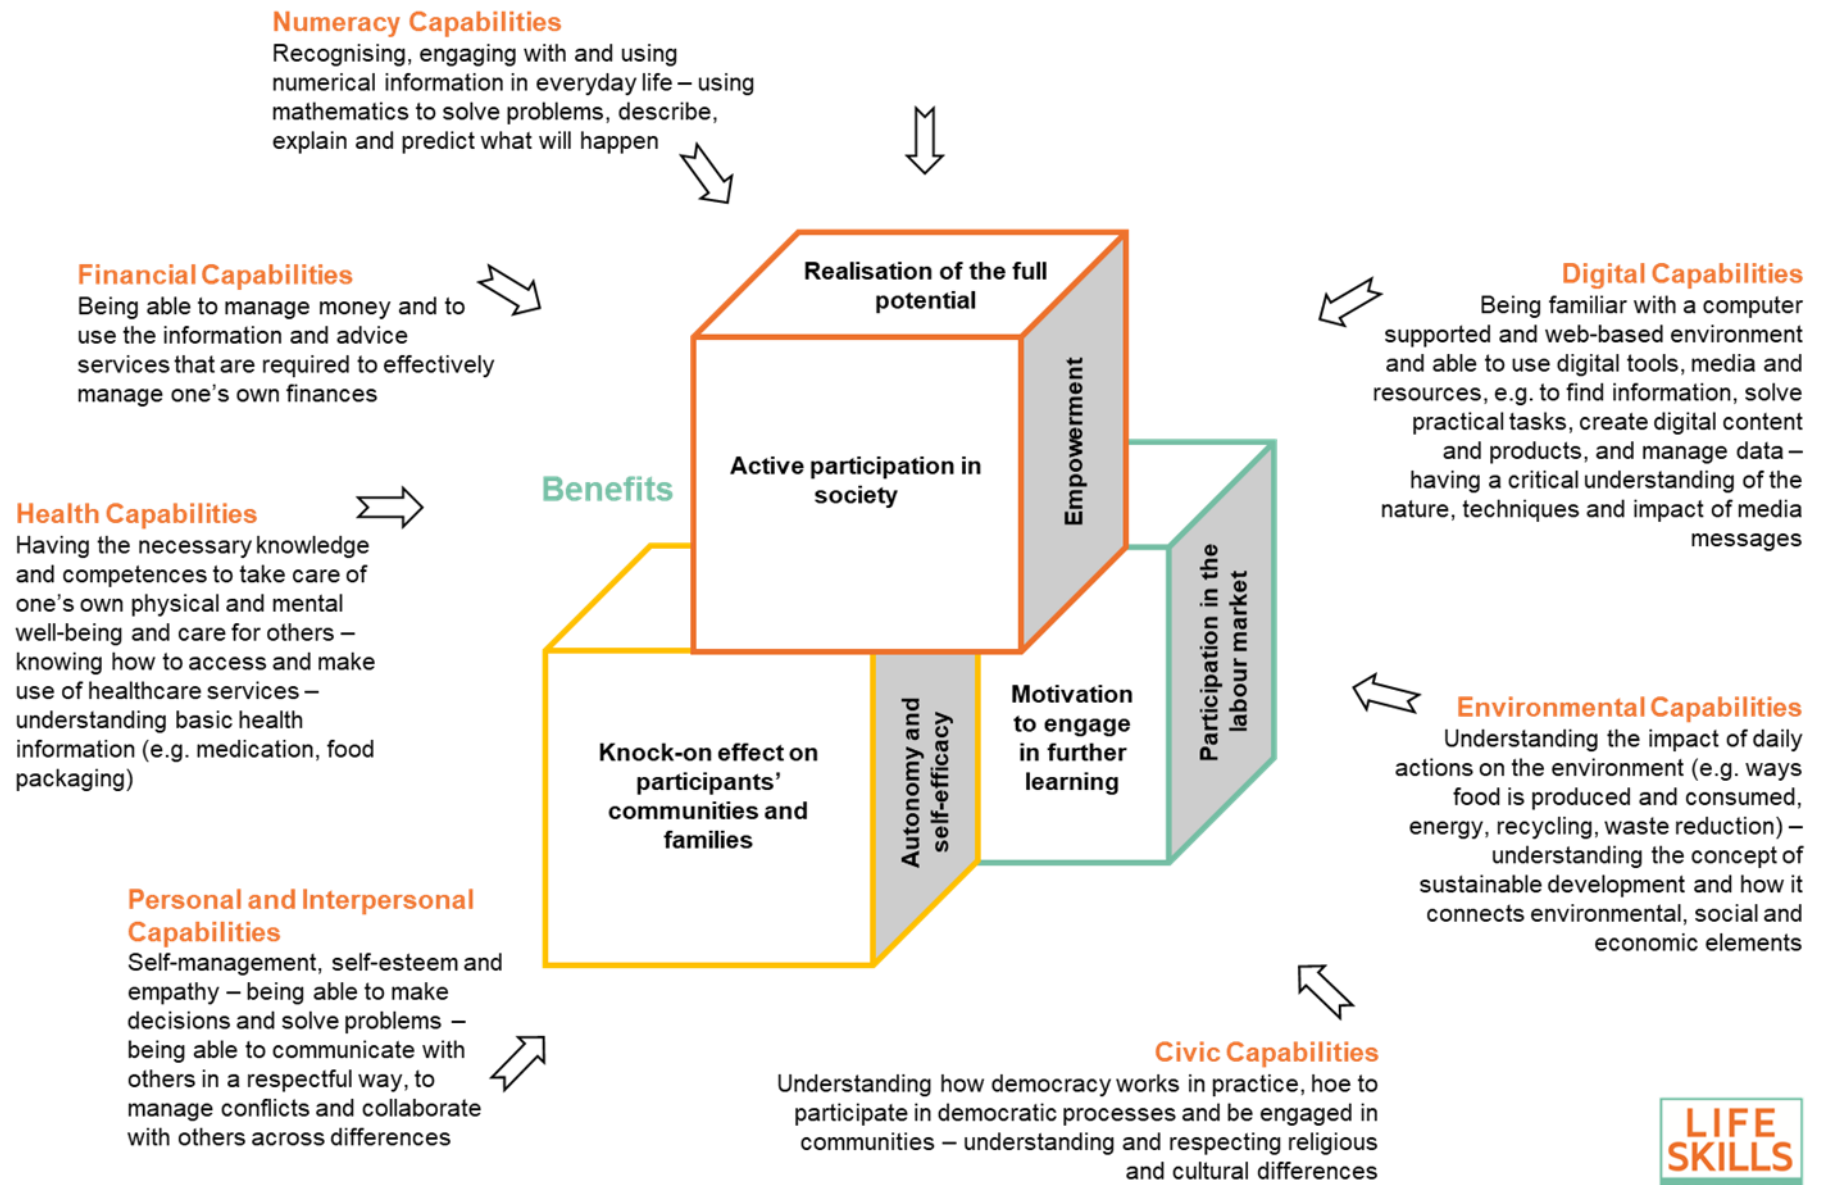 Numeracy Capabilities
Recognising, engaging with and using
numerical information in everyday life – using
mathematics to solve problems, describe,
explain and predict what will happen
Financial Capabilities
Being able to manage money and to
use the information and advice
services that are required to effectively
manage one's own finances
Health Capabilities
Having the necessary knowledge
and competences to take care of
one's own physical and mental
well-being and care for others –
knowing how to access and make
use of healthcare services –
understanding basic health
information (e.g. medication, food
packaging)
Personal and Interpersonal
Capabilities
Self-management, self-esteem and
empathy – being able to make
decisions and solve problems –
being able to communicate with
others in a respectful way, to
manage conflicts and collaborate
with others across differences
Benefits
Realisation of the full
potential
Active participation in
society
Empowerment
Knock-on effect on
participants'
communities and
families
Autonomy and
self-efficacy
Motivation
to engage
in further
learning
Participation in the
labour market
Digital Capabilities
Being familiar with a computer
supported and web-based environment
and able to use digital tools, media and
resources, e.g. to find information, solve
practical tasks, create digital content
and products, and manage data –
having a critical understanding of the
nature, techniques and impact of media
messages
Environmental Capabilities
Understanding the impact of daily
actions on the environment (e.g. ways
food is produced and consumed,
energy, recycling, waste reduction) –
understanding the concept of
sustainable development and how it
connects environmental, social and
economic elements
Civic Capabilities
Understanding how democracy works in practice, hoe to
participate in democratic processes and be engaged in
communities – understanding and respecting religious
and cultural differences
LIFE
SKILLS